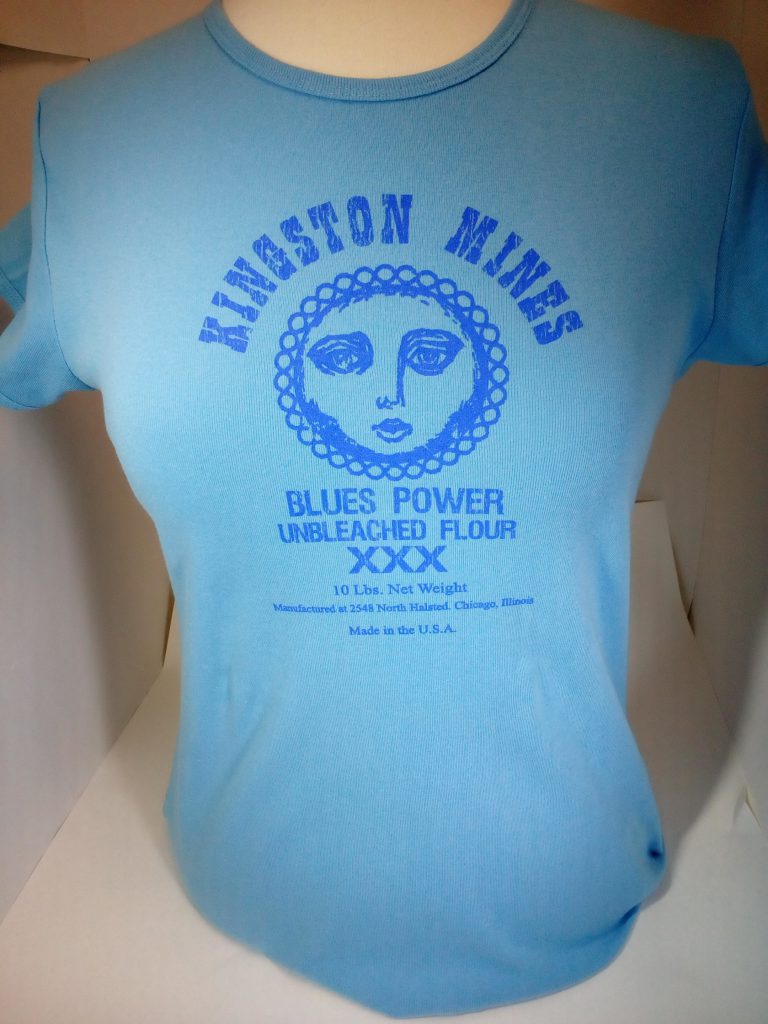 KINGSTON MINES
BLUES POWER
UNBLEACHED FLOUR
XXX
10 Lbs. Net Weight
Manufactured at 2548 North Halsted. Chicago, Illinois
Made in the U.S.A.